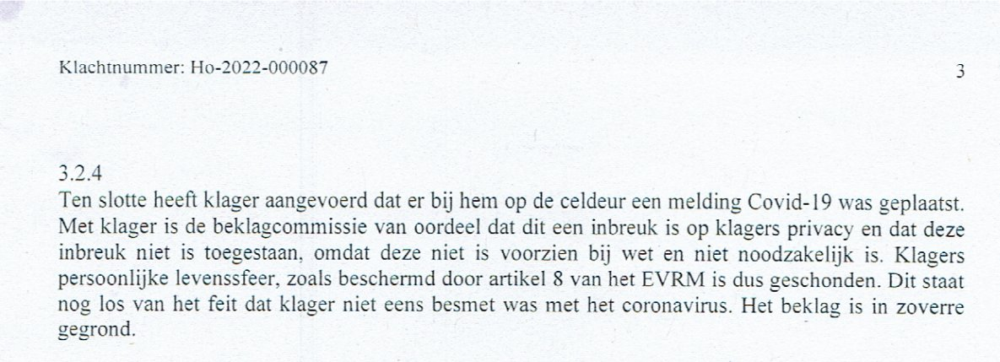 Klachtnummer: Ho-2022-000087 3
3.2.4
Ten slotte heeft klager aangevoerd dat er bij hem op de celdeur een melding Covid-19 was geplaatst.
Met klager is de beklagcommissie van oordeel dat dit een inbreuk is op klagers privacy en dat deze
inbreuk niet is toegestaan, omdat deze niet is voorzien bij wet en niet noodzakelijk is. Klagers
persoonlijke levenssfeer, zoals beschermd door artikel 8 van het EVRM is dus geschonden. Dit staat
nog los van het feit dat klager niet eens besmet was met het coronavirus. Het beklag is in zoverre
gegrond.